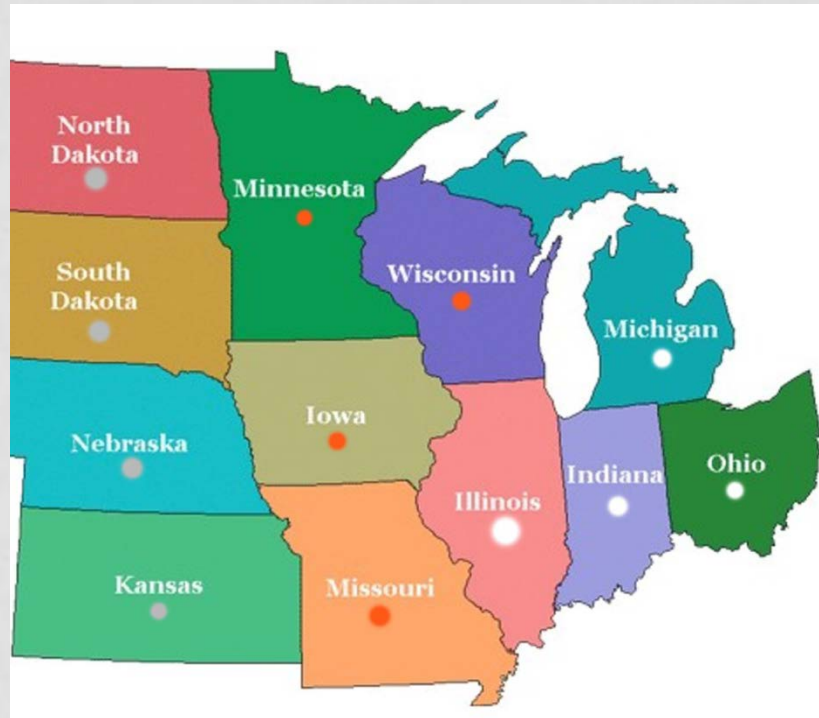 North
Dakota
Minnesota
South
Dakota
Wisconsin
Michigan
Nebraska
Iowa
Illinois
Indiana
Ohio
Kansas
Missouri